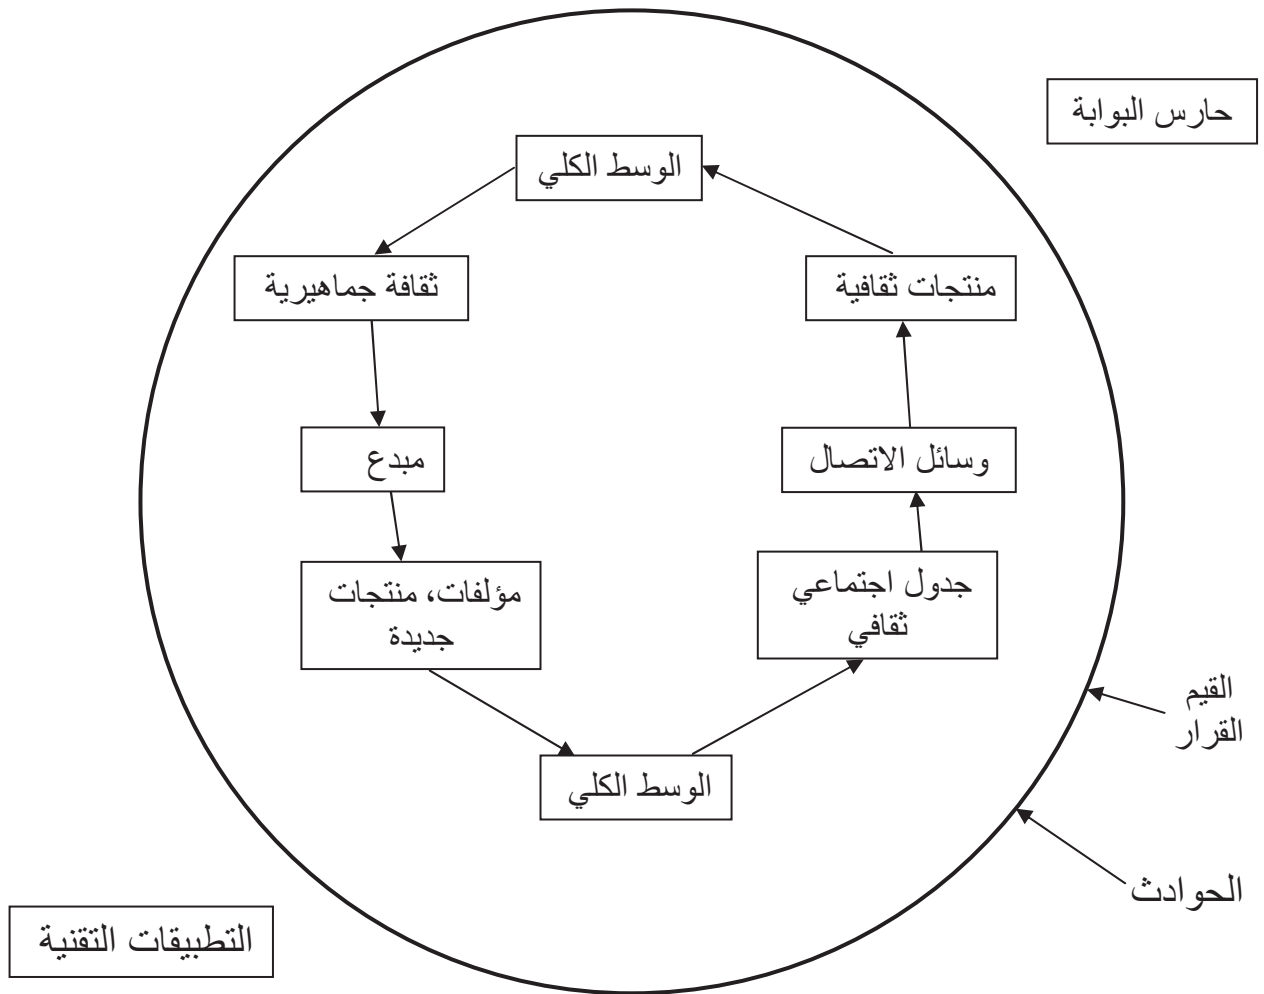 حارس البوابة
الوسط الكلي
منتجات ثقافية
ثقافة جماهيرية
وسائل الاتصال
مبدع
جدول اجتماعي
ثقافي
مؤلفات، منتجات
جديدة
القيم
القرار
الوسط الكلي
الحوادث
التطبيقات التقنية